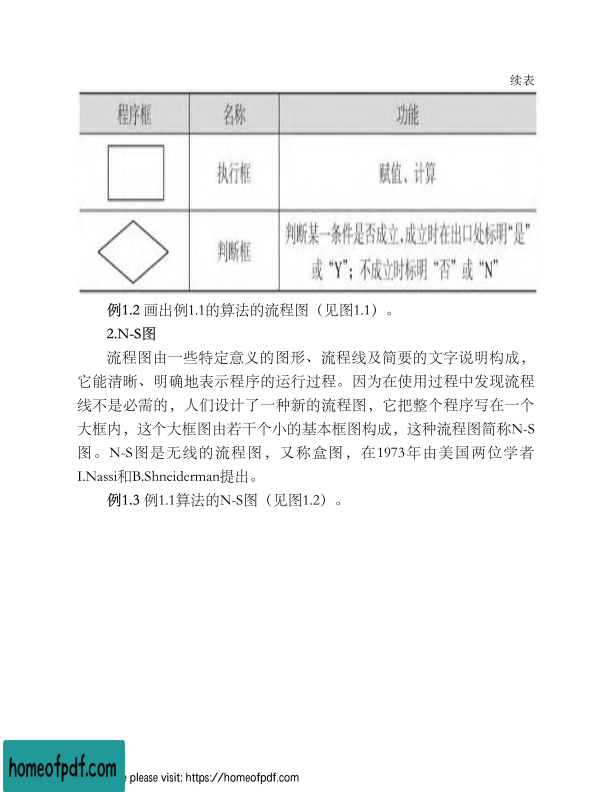 续表
程序框 名称 功能
执行框 赋值、计算
判断框 判断某一条件是否成立,成立时在出口处标明“是”
或“Y”；不成立时标明“否”或“N”
例1.2 画出例1.1的算法的流程图（见图1.1）。
2.N-S图
流程图由一些特定意义的图形、流程线及简要的文字说明构成，
它能清晰、明确地表示程序的运行过程。因为在使用过程中发现流程
线不是必需的，人们设计了一种新的流程图，它把整个程序写在一个
大框内，这个大框图由若干个小的基本框图构成，这种流程图简称N-S
图。N-S图是无线的流程图，又称盒图，在1973年由美国两位学者
I.Nassi和B.Shneiderman提出。
例1.3 例1.1算法的N-S图（见图1.2）。
homeofpdf.com
e please visit: https://homeofpdf.com